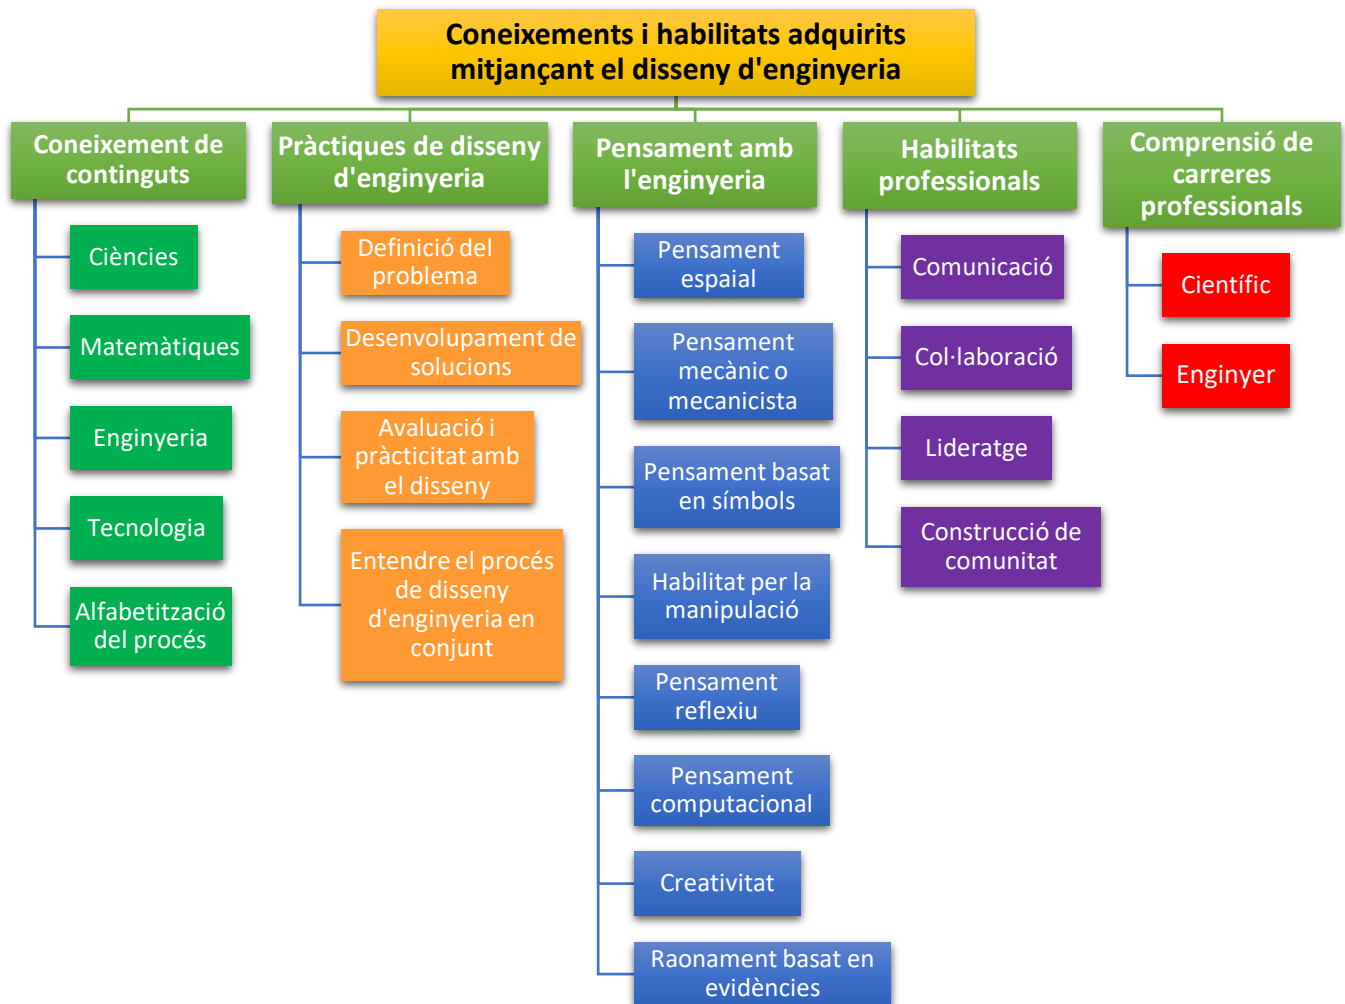 Coneixements i habilitats adquirits
mitjançant el disseny d'enginyeria
Coneixement de
continguts
Ciències
Matemàtiques
Enginyeria
Tecnologia
Alfabetització
del procés
Pràctiques de disseny
d'enginyeria
Definició del
problema
Desenvolupament de
solucions
Avaluació i
pràcticitat amb
el disseny
Entendre el procés
de disseny
d'enginyeria en
conjunt
Pensament amb
l'enginyeria
Pensament
espaial
Pensament
mecànic o
mecanicista
Pensament basat
en símbols
Habilitat per la
manipulació
Pensament
reflexiu
Pensament
computacional
Creativitat
Raonament basat en
evidències
Habilitats
professionals
Comunicació
Col·laboració
Lideratge
Construcció de
comunitat
Comprensió de
carreres
professionals
Científic
Enginyer